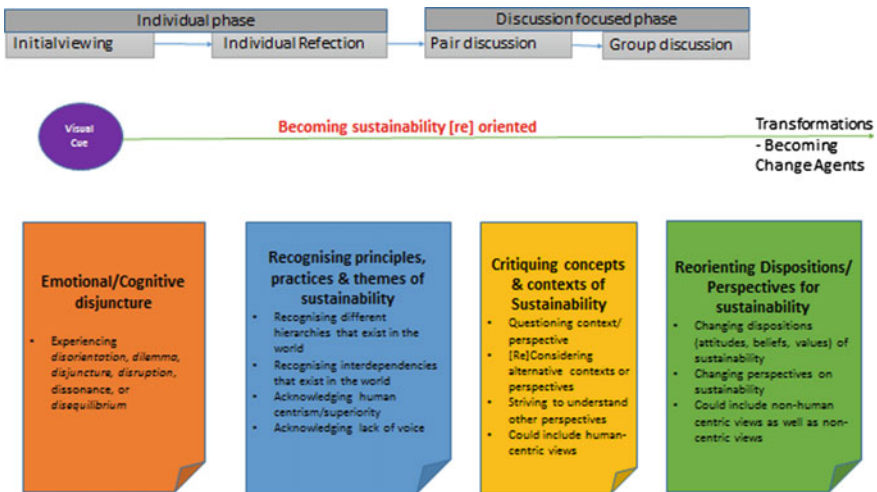 Individual phase
Discussion focused phase
Initialviewing
Individual Refection
Pair discussion
Group discussion
Visual
Cue
Becoming sustainability [re] oriented
Transformations
- Becoming
Change Agents
Emotional/Cognitive
disjuncture
• Experiencing
disorientation, dilemma,
disjuncture, disruption,
dissonance, or
disequilibrium
Recognising principles,
practices & themes of
sustainability
• Recognising different
hierarchies that exist in the
world
• Recognising interdependencies
that exist in the world
• Acknowledging human
centrism/superiority
• Acknowledging lack of voice
Critiquing concepts
& contexts of
Sustainability
• Questioning context/
perspective
• [Re]Considering
alternative contexts or
perspectives
• Striving to understand
other perspectives
• Could include human-
centric views
Reorienting Dispositions/
Perspectives for
sustainability
• Changing dispositions
(attitudes, beliefs, values) of
sustainability
• Changing perspectives on
sustainability
• Could include non-human
centric views as well as non-
centric views